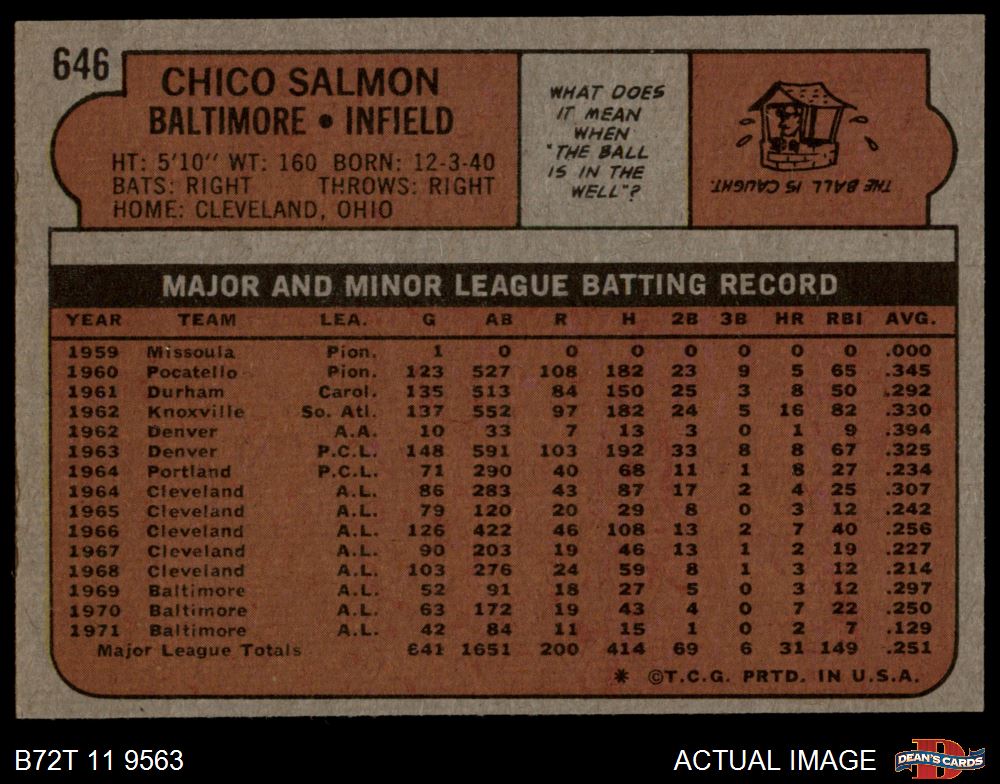 646
CHICO SALMON
BALTIMORE • INFIELD
HT: 5'10" WT: 160 BORN: 12-3-40
BATS: RIGHT THROWS: RIGHT
HOME: CLEVELAND, OHIO
WHAT DOES
IT MEAN
WHEN
"THE BALL
IS IN THE
WELL"?
THE BALL IS CAUGHT.
MAJOR AND MINOR LEAGUE BATTING RECORD
YEAR TEAM LEA. G AB R H 2B 3B HR RBI AVG.
1959 Missoula Pion. 1 0 0 0 0 0 0 0 .000
1960 Pocatello Pion. 123 527 108 182 23 9 5 65 .345
1961 Durham Carol. 135 513 84 150 25 3 8 50 .292
1962 Knoxville So. Atl. 137 552 97 182 24 5 16 82 .330
1962 Denver A.A. 10 33 7 13 3 0 1 9 .394
1963 Denver P.C.L. 148 591 103 192 33 8 8 67 .325
1964 Portland P.C.L. 71 290 40 68 11 1 8 27 .234
1964 Cleveland A.L. 86 283 43 87 17 2 4 25 .307
1965 Cleveland A.L. 79 120 20 29 8 0 3 12 .242
1966 Cleveland A.L. 126 422 46 108 13 2 7 40 .256
1967 Cleveland A.L. 90 203 19 46 13 1 2 19 .227
1968 Cleveland A.L. 103 276 24 59 8 1 3 12 .214
1969 Baltimore A.L. 52 91 18 27 5 0 3 12 .297
1970 Baltimore A.L. 63 172 19 43 4 0 7 22 .250
1971 Baltimore A.L. 42 84 11 15 1 0 2 7 .129
Major League Totals 641 1651 200 414 69 6 31 149 .251
* ©T.C.G. PRTD. IN U.S.A.
B72T 11 9563
ACTUAL IMAGE
DEAN'S CARDS